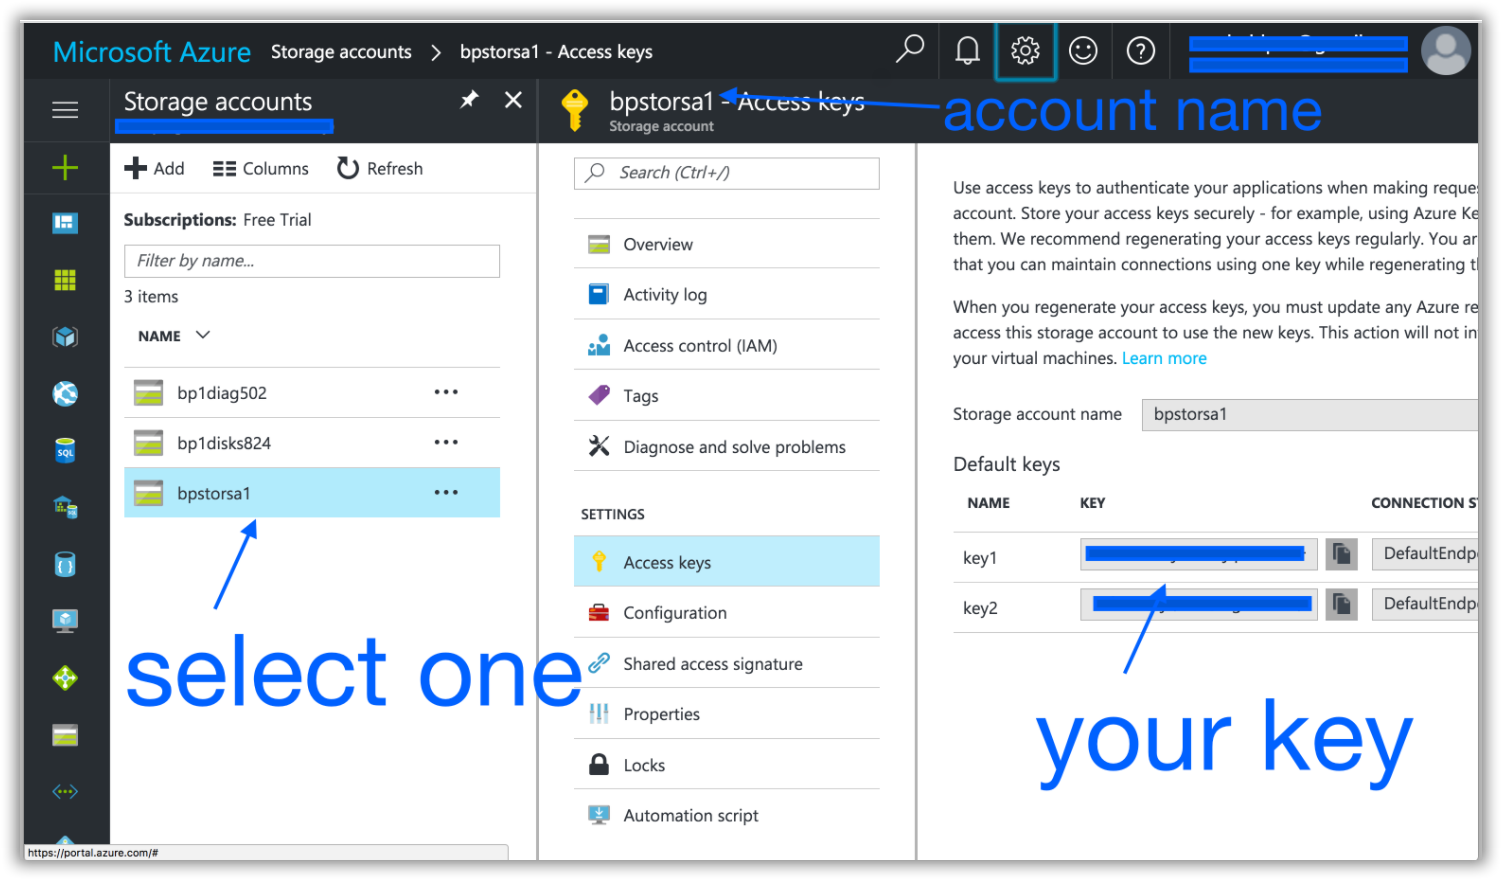 Microsoft Azure Storage accounts > bpstorsa1 - Access keys
Storage accounts
bpstorsa1 - Access keys
account name
Storage account
Add Columns Refresh
Subscriptions: Free Trial
Filter by name...
3 items
NAME
bp1diag502
bp1disks824
bpstorsa1
select one
Search (Ctrl+/)
Overview
Activity log
Access control (IAM)
Tags
Diagnose and solve problems
SETTINGS
Access keys
Configuration
Shared access signature
Properties
Locks
Automation script
Use access keys to authenticate your applications when making reque
account. Store your access keys securely - for example, using Azure Ke
them. We recommend regenerating your access keys regularly. You ar
that you can maintain connections using one key while regenerating
When you regenerate your access keys, you must update any Azure re
access this storage account to use the new keys. This action will not in
your virtual machines. Learn more
Storage account name bpstorsa1
Default keys
NAME KEY CONNECTION S
key1 DefaultEndp
key2 DefaultEndp
your key
https://portal.azure.com/#